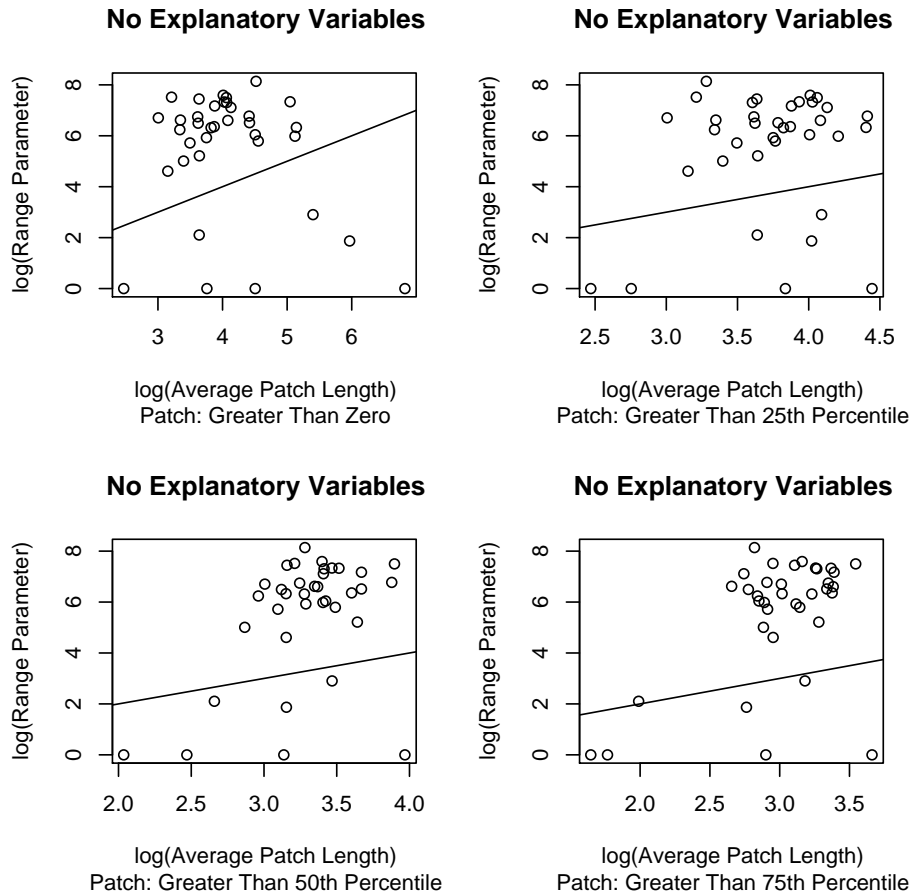 No Explanatory Variables
log(Range Parameter)
0 2 4 6 8
3 4 5 6
log(Average Patch Length)
Patch: Greater Than Zero
No Explanatory Variables
log(Range Parameter)
0 2 4 6 8
2.5 3.0 3.5 4.0 4.5
log(Average Patch Length)
Patch: Greater Than 25th Percentile
No Explanatory Variables
log(Range Parameter)
0 2 4 6 8
2.0 2.5 3.0 3.5 4.0
log(Average Patch Length)
Patch: Greater Than 50th Percentile
No Explanatory Variables
log(Range Parameter)
0 2 4 6 8
2.0 2.5 3.0 3.5
log(Average Patch Length)
Patch: Greater Than 75th Percentile